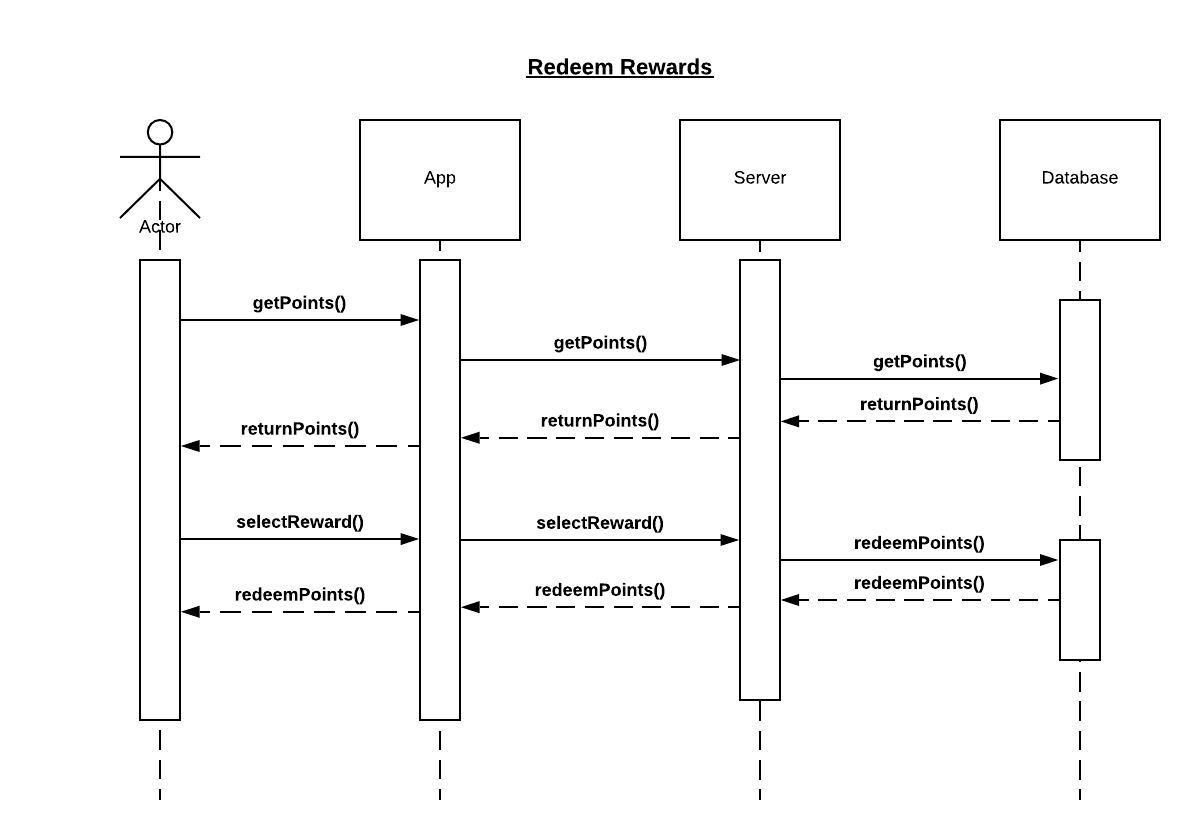 Redeem Rewards
Actor
App
Server
Database
getPoints()
getPoints()
getPoints()
returnPoints()
returnPoints()
returnPoints()
selectReward()
selectReward()
redeemPoints()
redeemPoints()
redeemPoints()
redeemPoints()